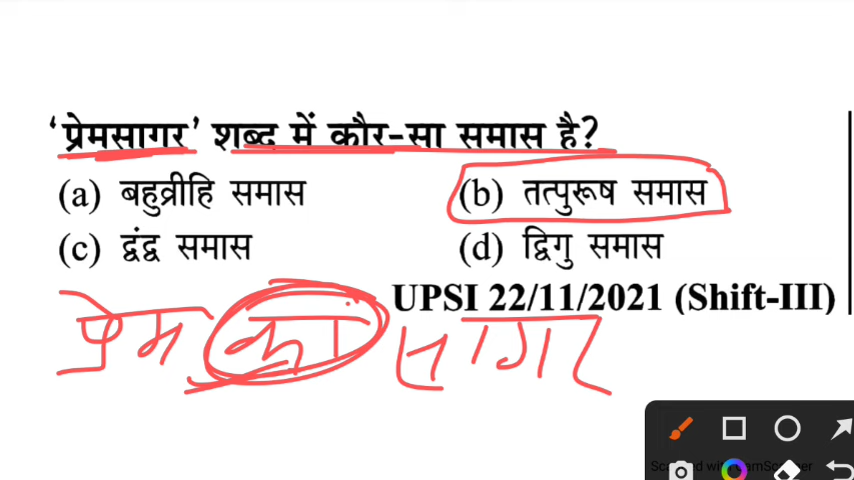 ‘प्रेमसागर’ शब्द में कौर-सा समास है?
(a) बहुव्रीहि समास (b) तत्पुरूष समास
(c) द्वंद्व समास (d) द्विगु समास
UPSI 22/11/2021 (Shift-III)
प्रेम का सागर